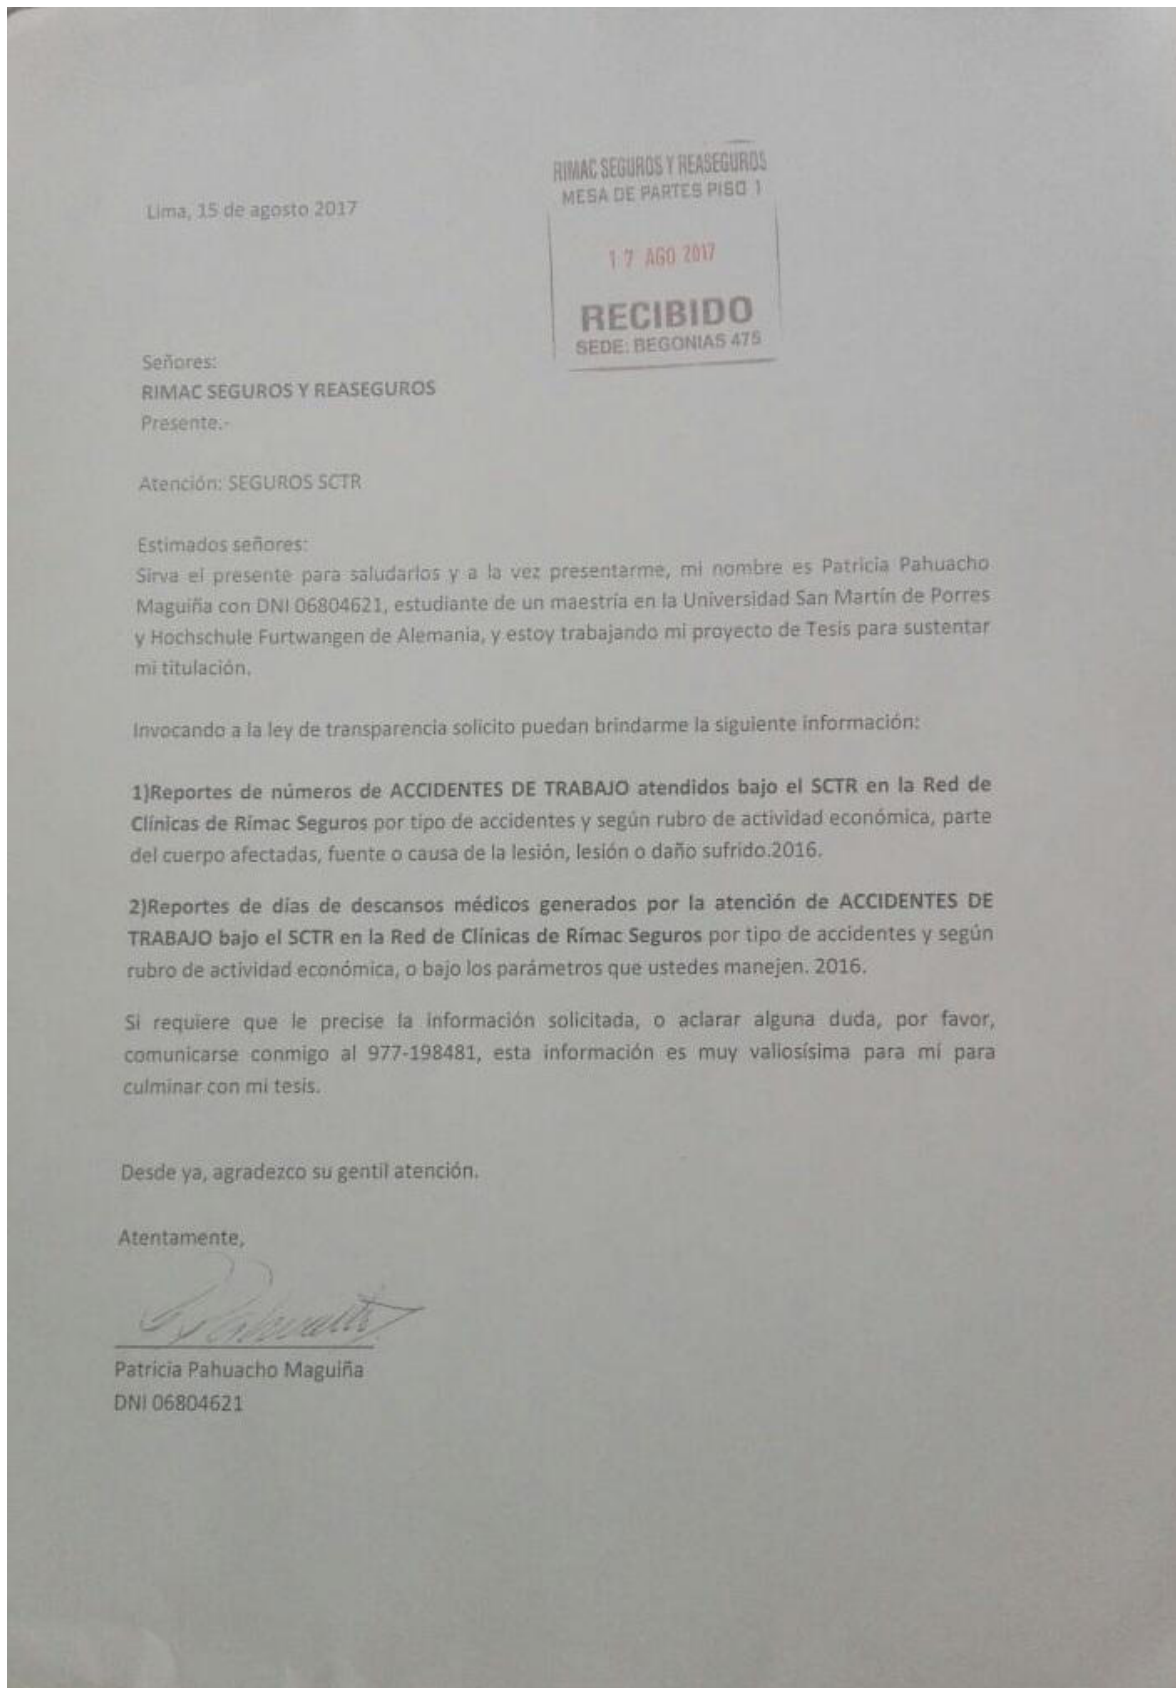 RIMAC SEGUROS Y REASEGUROS
MESA DE PARTES PISO 1
17 AGO 2017
RECIBIDO
SEDE: BEGONIAS 475
Lima, 15 de agosto 2017
Señores:
RIMAC SEGUROS Y REASEGUROS
Presente.-
Atención: SEGUROS SCTR
Estimados señores:
Sirva el presente para saludarlos y a la vez presentarme, mi nombre es Patricia Pahuacho
Maguiña con DNI 06804621, estudiante de un maestría en la Universidad San Martín de Porres
y Hochschule Furtwangen de Alemania, y estoy trabajando mi proyecto de Tesis para sustentar
mi titulación.
Invocando a la ley de transparencia solicito puedan brindarme la siguiente información:
1)Reportes de números de ACCIDENTES DE TRABAJO atendidos bajo el SCTR en la Red de
Clínicas de Rímac Seguros por tipo de accidentes y según rubro de actividad económica, parte
del cuerpo afectadas, fuente o causa de la lesión, lesión o daño sufrido.2016.
2)Reportes de días de descansos médicos generados por la atención de ACCIDENTES DE
TRABAJO bajo el SCTR en la Red de Clínicas de Rímac Seguros por tipo de accidentes y según
rubro de actividad económica, o bajo los parámetros que ustedes manejen. 2016.
Si requiere que le precise la información solicitada, o aclarar alguna duda, por favor,
comunicarse conmigo al 977-198481, esta información es muy valiosísima para mí para
culminar con mi tesis.
Desde ya, agradezco su gentil atención.
Atentamente,
Patricia Pahuacho Maguiña
DNI 06804621